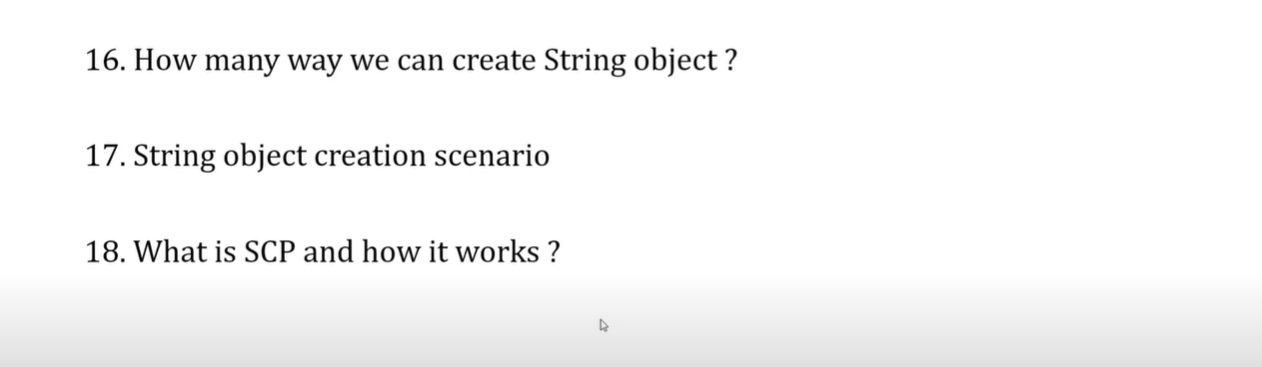 16. How many way we can create String object ?
17. String object creation scenario
18. What is SCP and how it works ?